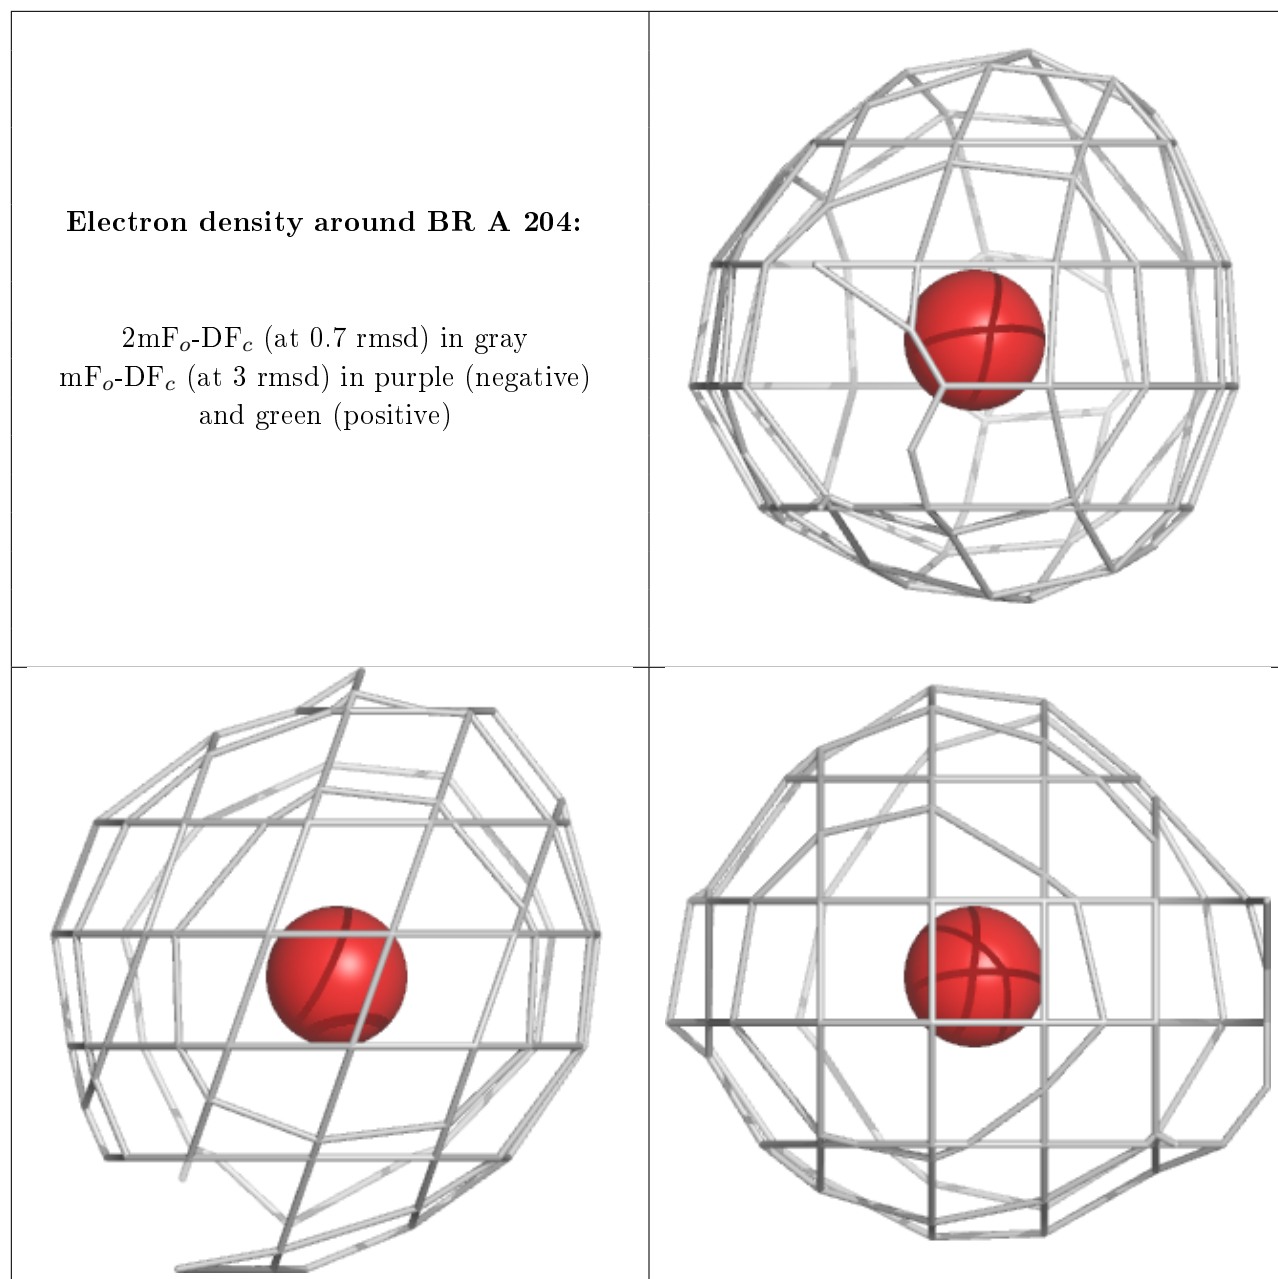 Electron density around BR A 204:
2mFo-DFc (at 0.7 rmsd) in gray
mFo-DFc (at 3 rmsd) in purple (negative)
and green (positive)